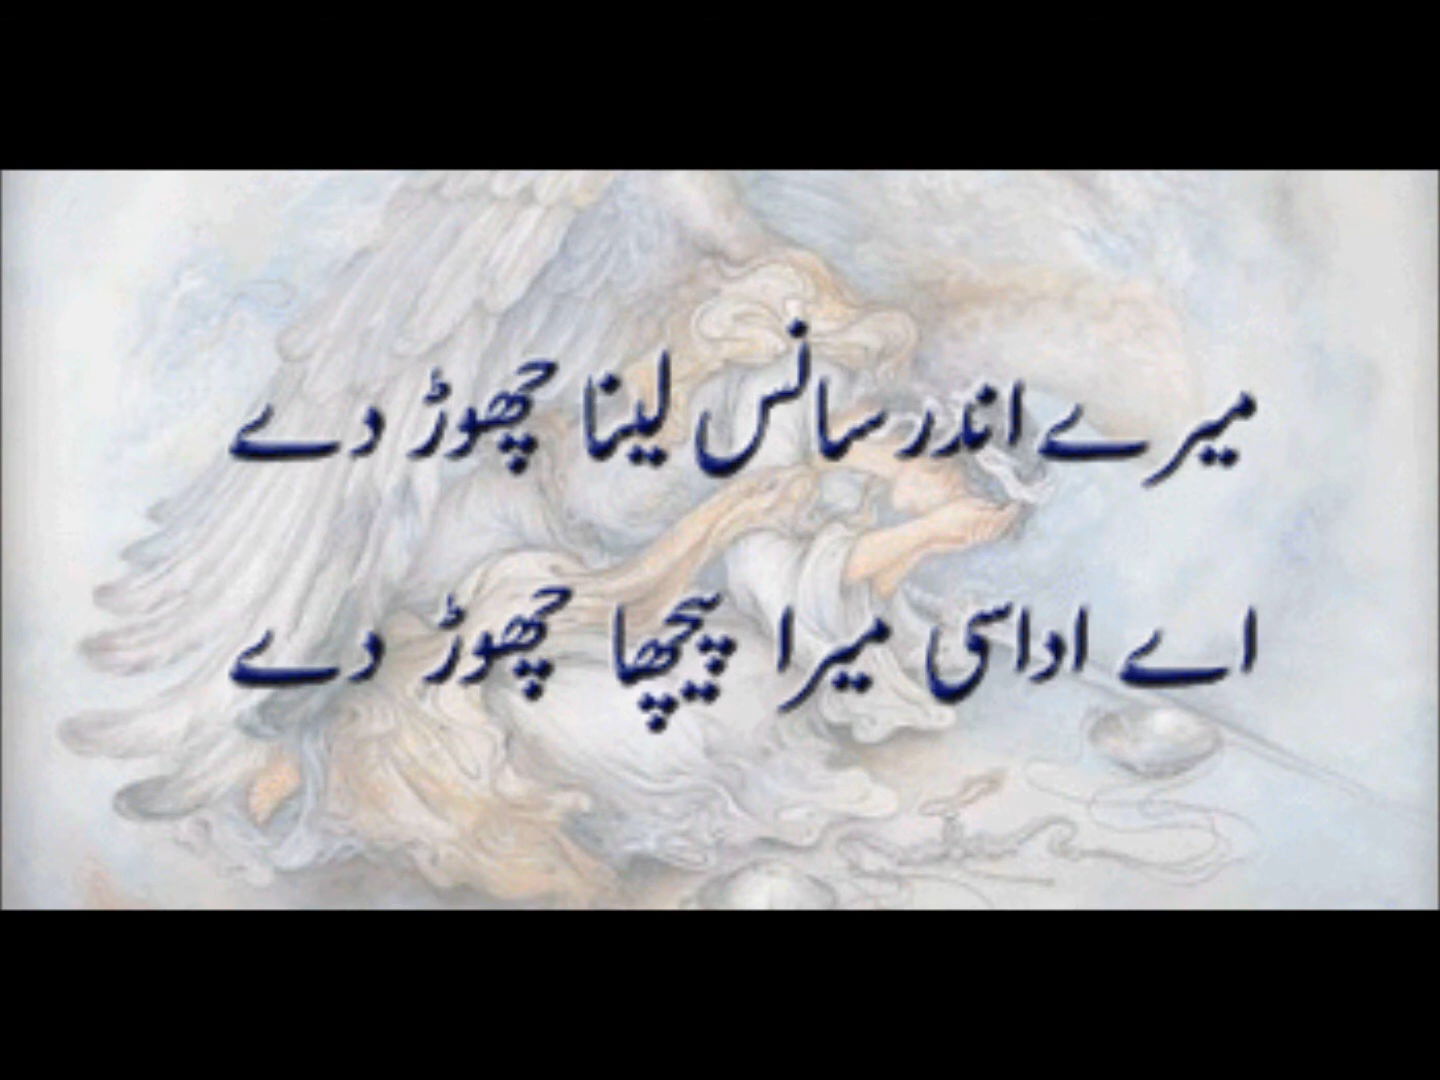 میرے اندر سانس لینا چھوڑ دے
اے اداسی میرا پیچھا چھوڑ دے